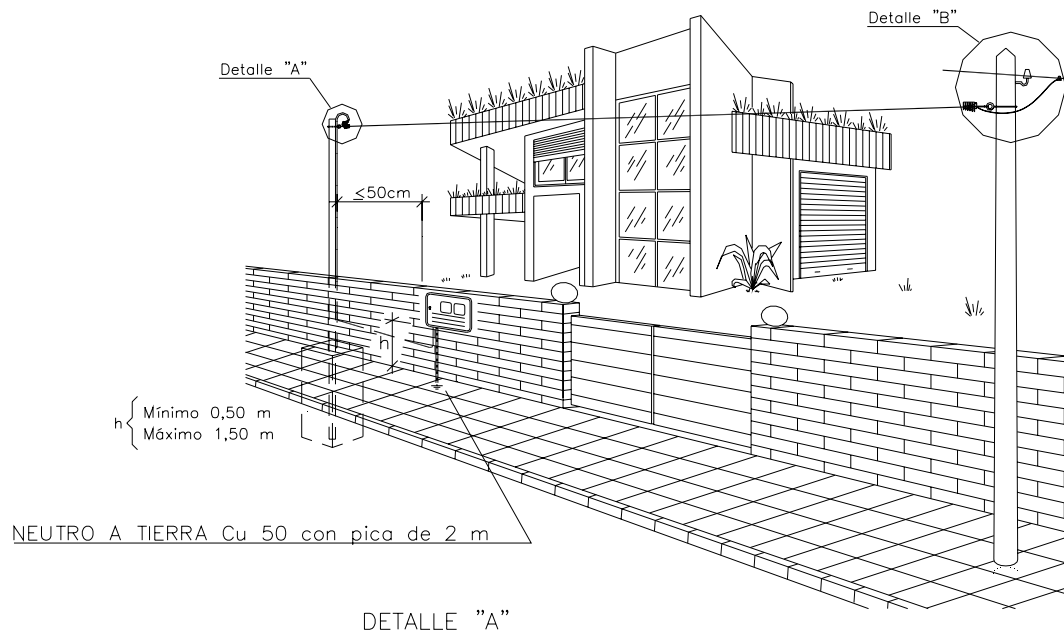 Detalle "B"
Detalle "A"
≤50cm
h
h { Mínimo 0,50 m
Máximo 1,50 m
NEUTRO A TIERRA Cu 50 con pica de 2 m
DETALLE "A"